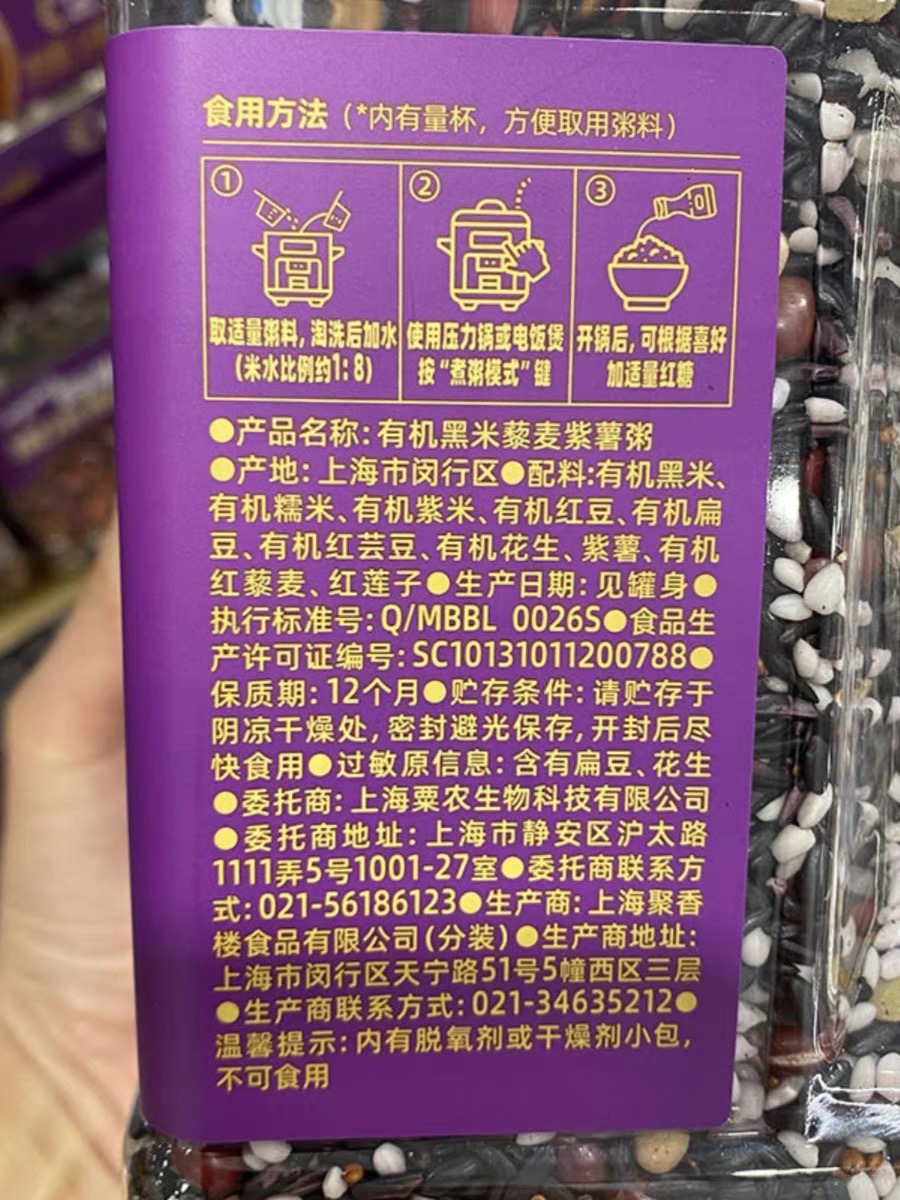 食用方法（*内有量杯，方便取用粥料）
①
取适量粥料，淘洗后加水
(米水比例约1:8)
②
使用压力锅或电饭煲
按“煮粥模式”键
③
开锅后，可根据喜好
加适量红糖
●产品名称：有机黑米藜麦紫薯粥
●产地：上海市闵行区●配料:有机黑米、
有机糯米、有机紫米、有机红豆、有机扁
豆、有机红芸豆、有机花生、紫薯、有机
红藜麦、红莲子●生产日期：见罐身●
执行标准号：Q/MBBL 0026S●食品生
产许可证编号：SC10131011200788●
保质期：12个月●贮存条件：请贮存于
阴凉干燥处，密封避光保存，开封后尽
快食用●过敏原信息：含有扁豆、花生
●委托商：上海粟农生物科技有限公司
●委托商地址：上海市静安区沪太路
1111弄5号1001-27室●委托商联系方
式：021-56186123●生产商：上海聚香
楼食品有限公司(分装)●生产商地址：
上海市闵行区天宁路51号5幢西区三层
●生产商联系方式：021-34635212●
温馨提示：内有脱氧剂或干燥剂小包，
不可食用